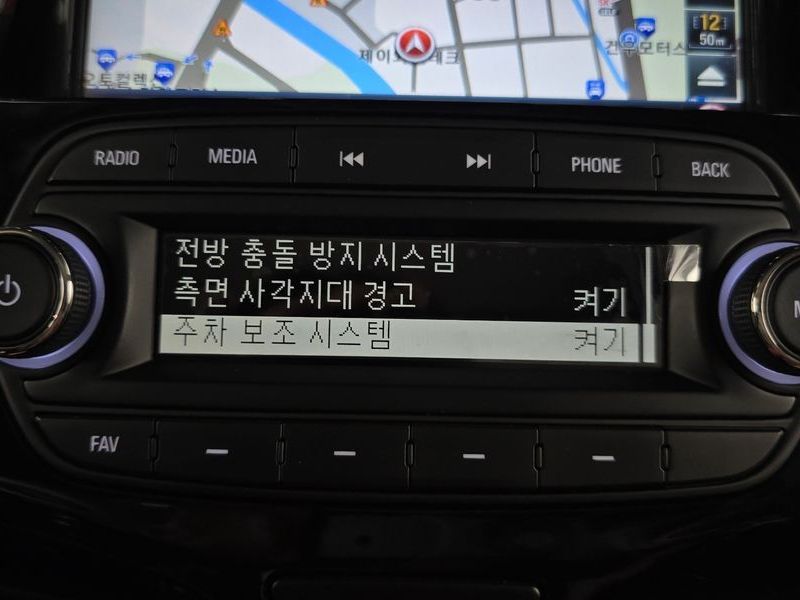 12
50m
RADIO
MEDIA
PHONE
BACK
전방 충돌 방지 시스템
측면 사각지대 경고 켜기
주차 보조 시스템 켜기
FAV